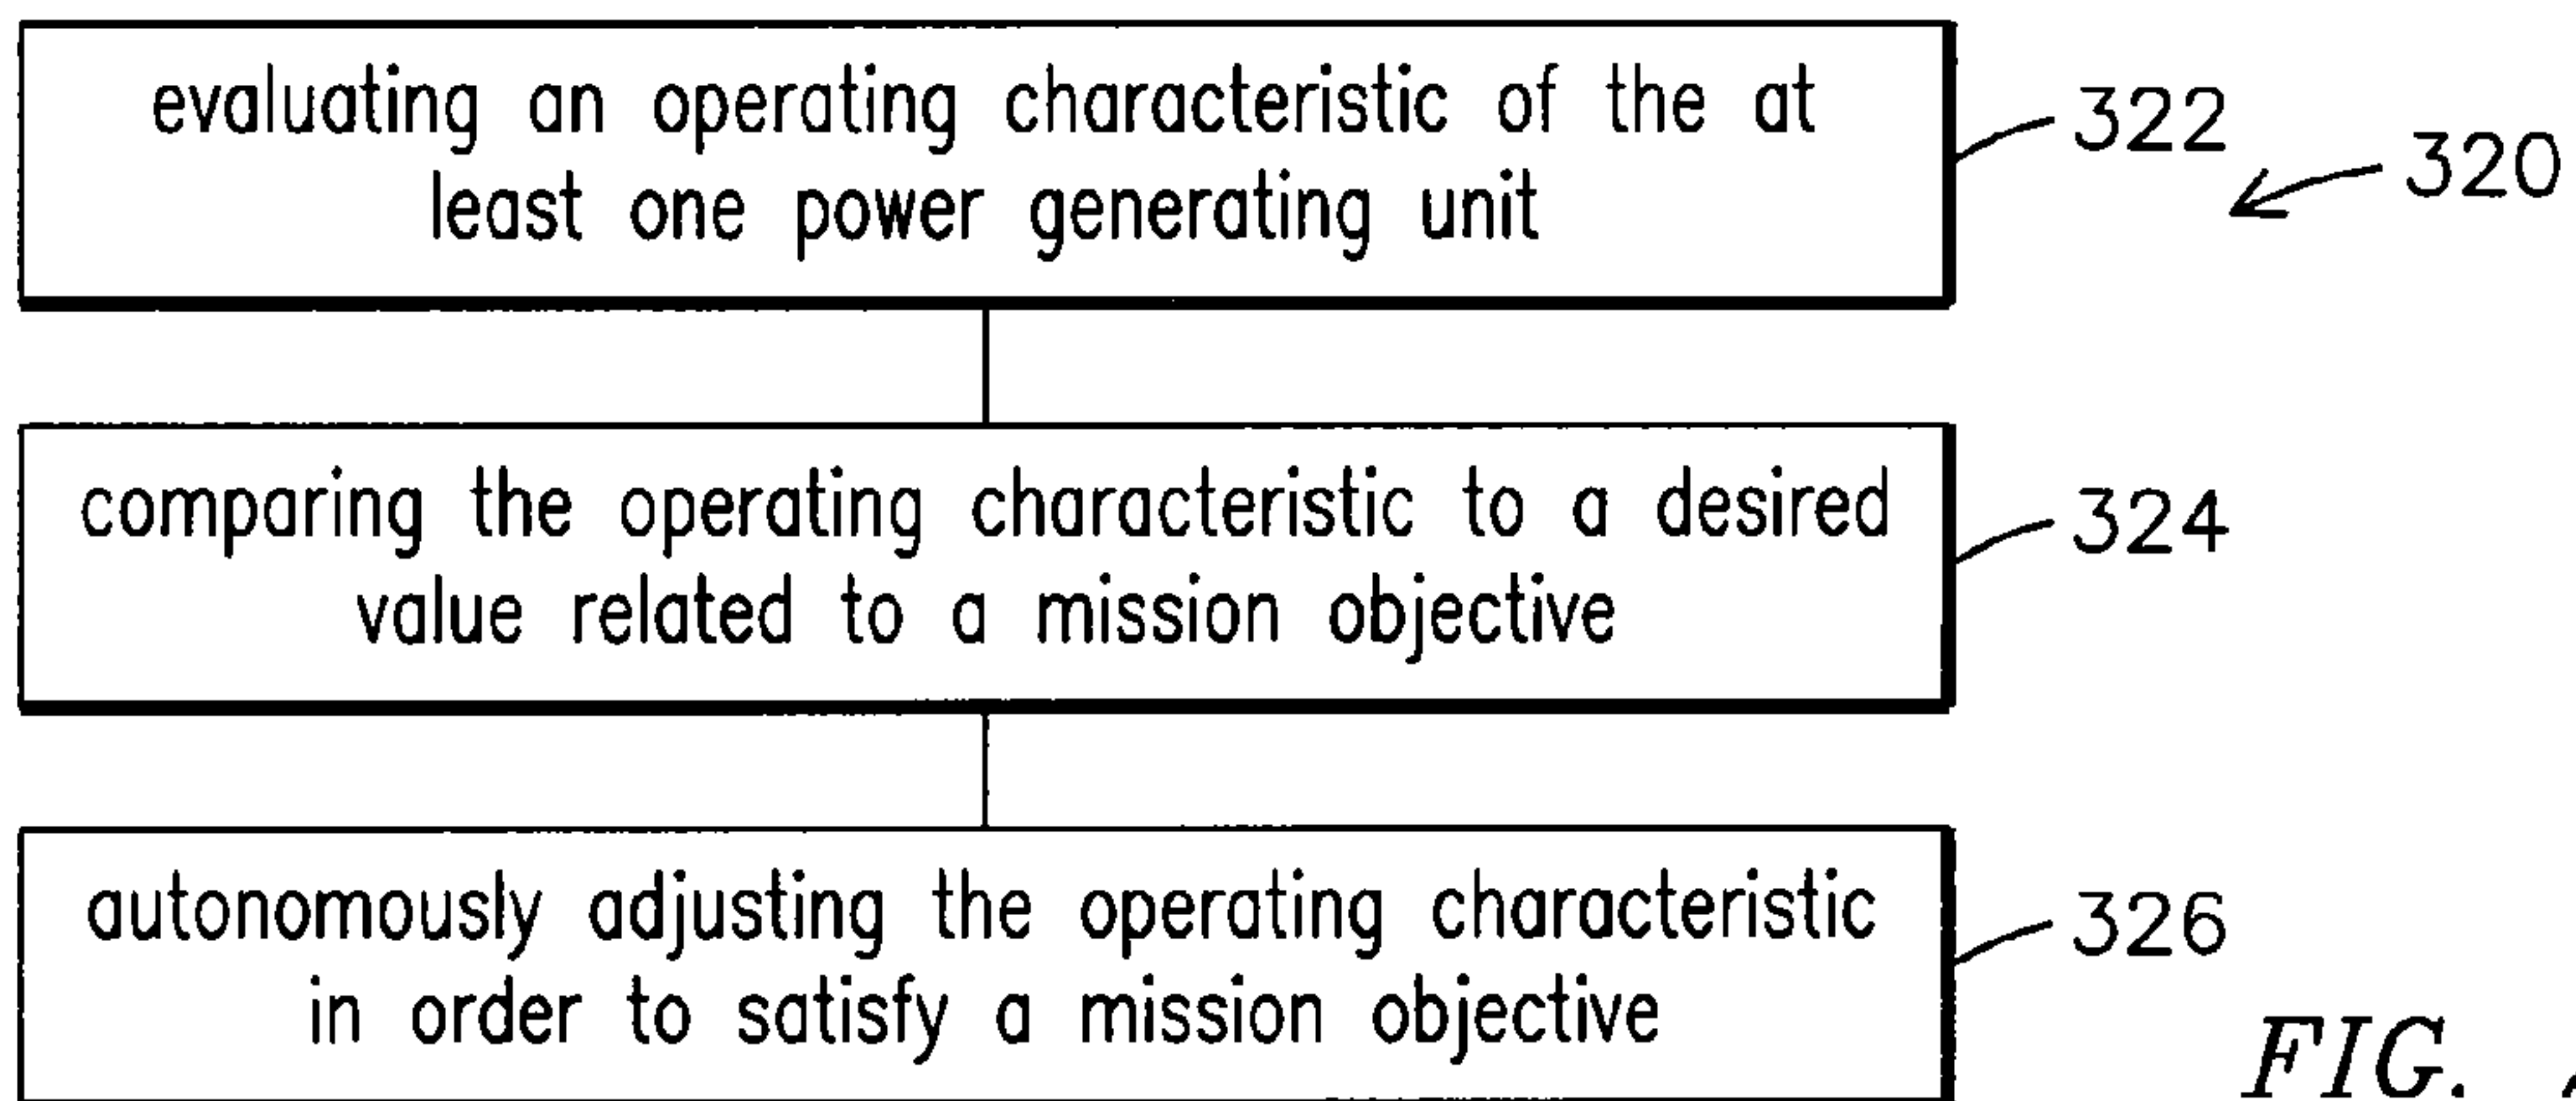 evaluating an operating characteristic of the at
least one power generating unit
322
320
comparing the operating characteristic to a desired
value related to a mission objective
324
autonomously adjusting the operating characteristic
in order to satisfy a mission objective
326
FIG.